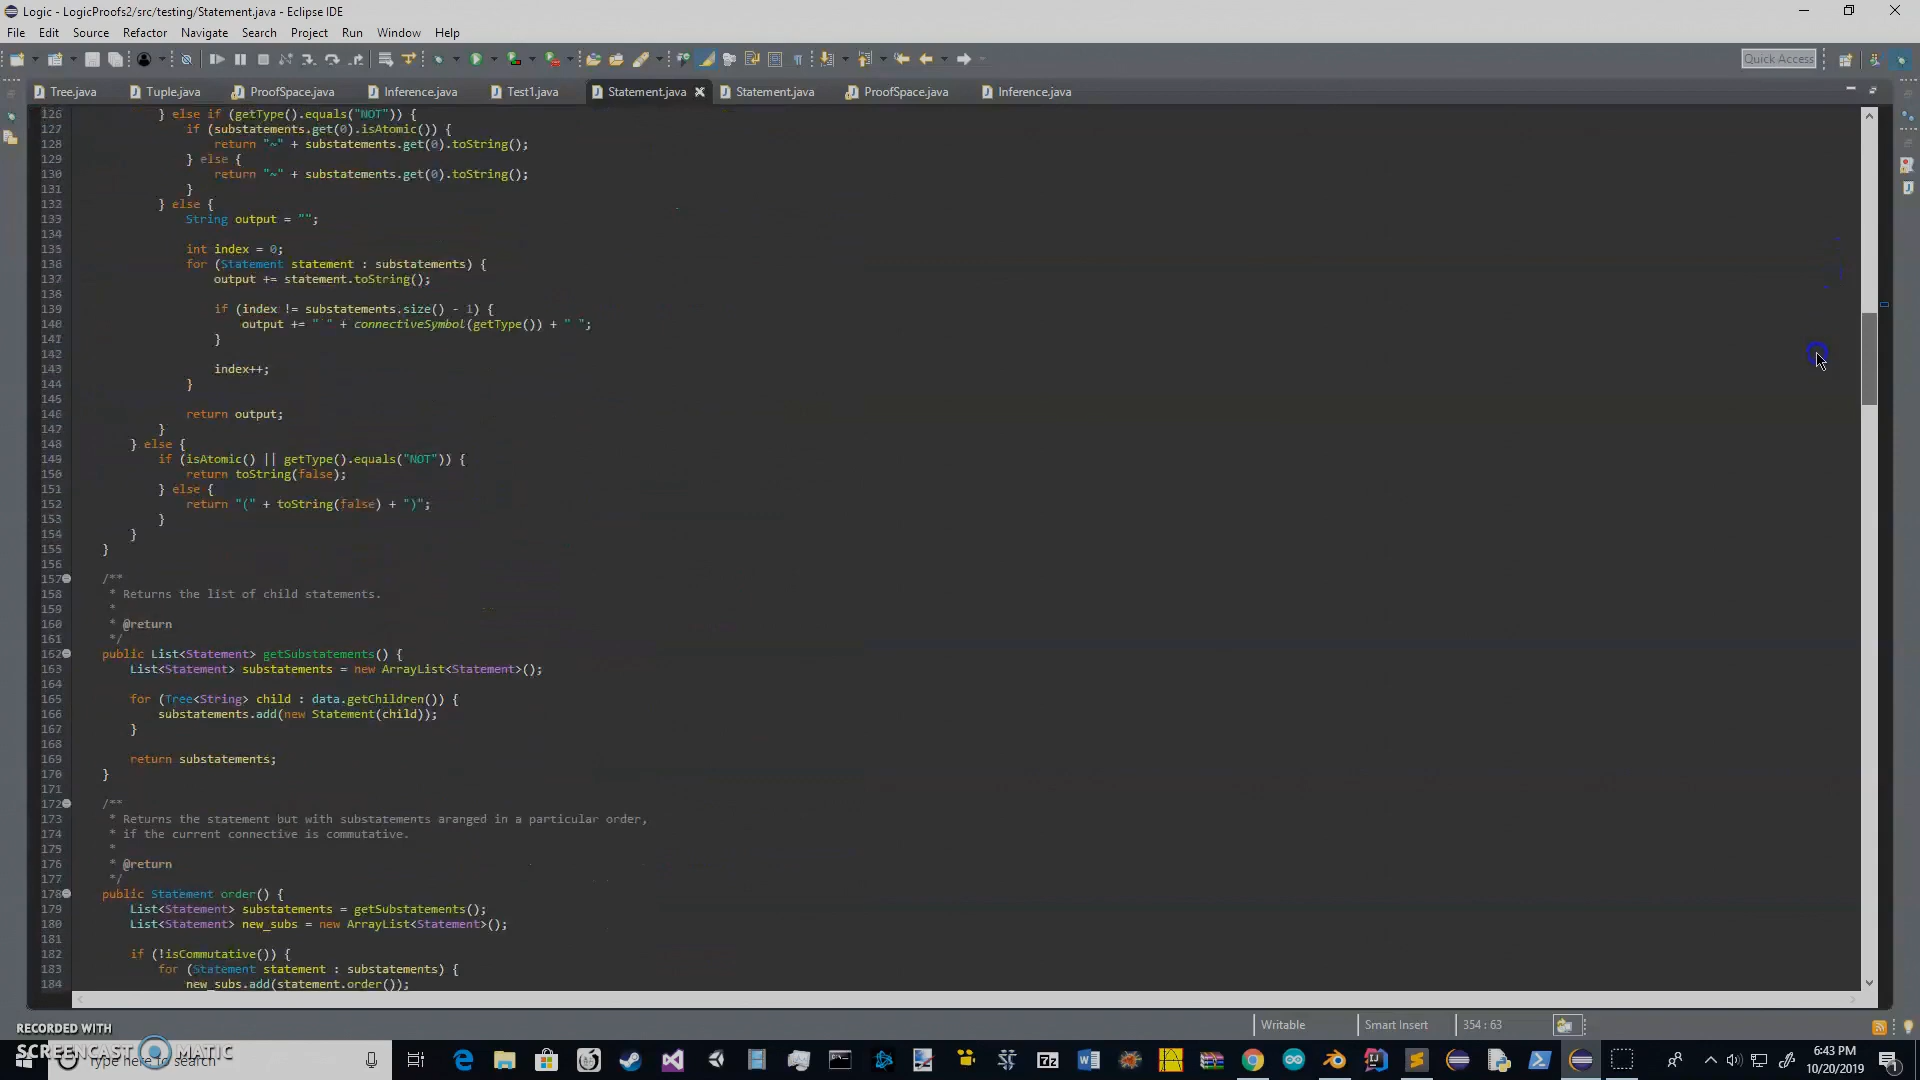 Logic - LogicProofs2/src/testing/Statement.java - Eclipse IDE
File Edit Source Refactor Navigate Search Project Run Window Help
Quick Access
Tree.java Tuple.java ProofSpace.java Inference.java Test1.java Statement.java Statement.java ProofSpace.java Inference.java
126 } else if (getType().equals("NOT")) {
127 if (substatements.get(0).isAtomic()) {
128 return "~" + substatements.get(0).toString();
129 } else {
130 return "~" + substatements.get(0).toString();
131 }
132 } else {
133 String output = "";
134
135 int index = 0;
136 for (Statement statement : substatements) {
137 output += statement.toString();
138
139 if (index != substatements.size() - 1) {
140 output += " " + connectiveSymbol(getType()) + " ";
141 }
142
143 index++;
144 }
145
146 return output;
147 }
148 } else {
149 if (isAtomic() || getType().equals("NOT")) {
150 return toString(false);
151 } else {
152 return "(" + toString(false) + ")";
153 }
154 }
155 }
156
157 /**
158 * Returns the list of child statements.
159 *
160 * @return
161 */
162 public List<Statement> getSubstatements() {
163 List<Statement> substatements = new ArrayList<Statement>();
164
165 for (Tree<String> child : data.getChildren()) {
166 substatements.add(new Statement(child));
167 }
168
169 return substatements;
170 }
171
172 /**
173 * Returns the statement but with substatements aranged in a particular order,
174 * if the current connective is commutative.
175 *
176 * @return
177 */
178 public Statement order() {
179 List<Statement> substatements = getSubstatements();
180 List<Statement> new_subs = new ArrayList<Statement>();
181
182 if (!isCommutative()) {
183 for (Statement statement : substatements) {
184 new_subs.add(statement.order());
Writable Smart Insert 354 : 63
RECORDED WITH
SCREENCAST MATIC
Type here to search
6:43 PM
10/20/2019